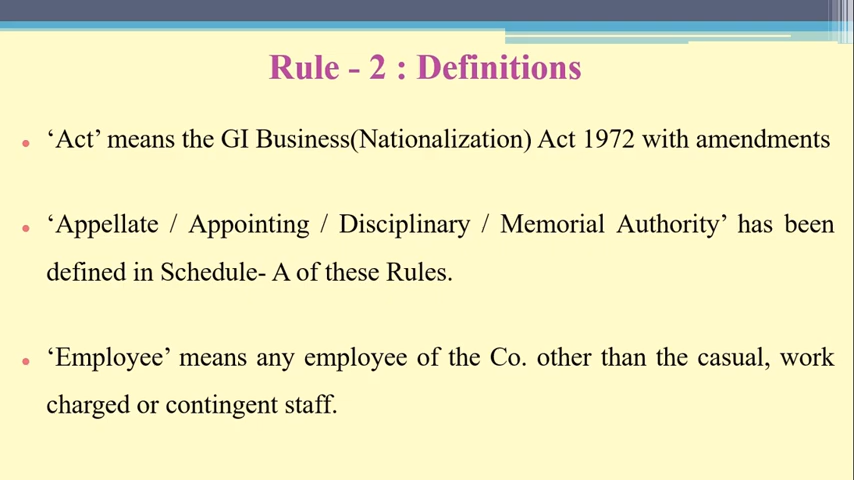 Rule - 2 : Definitions
‘Act’ means the GI Business(Nationalization) Act 1972 with amendments
‘Appellate / Appointing / Disciplinary / Memorial Authority’ has been
defined in Schedule- A of these Rules.
‘Employee’ means any employee of the Co. other than the casual, work
charged or contingent staff.